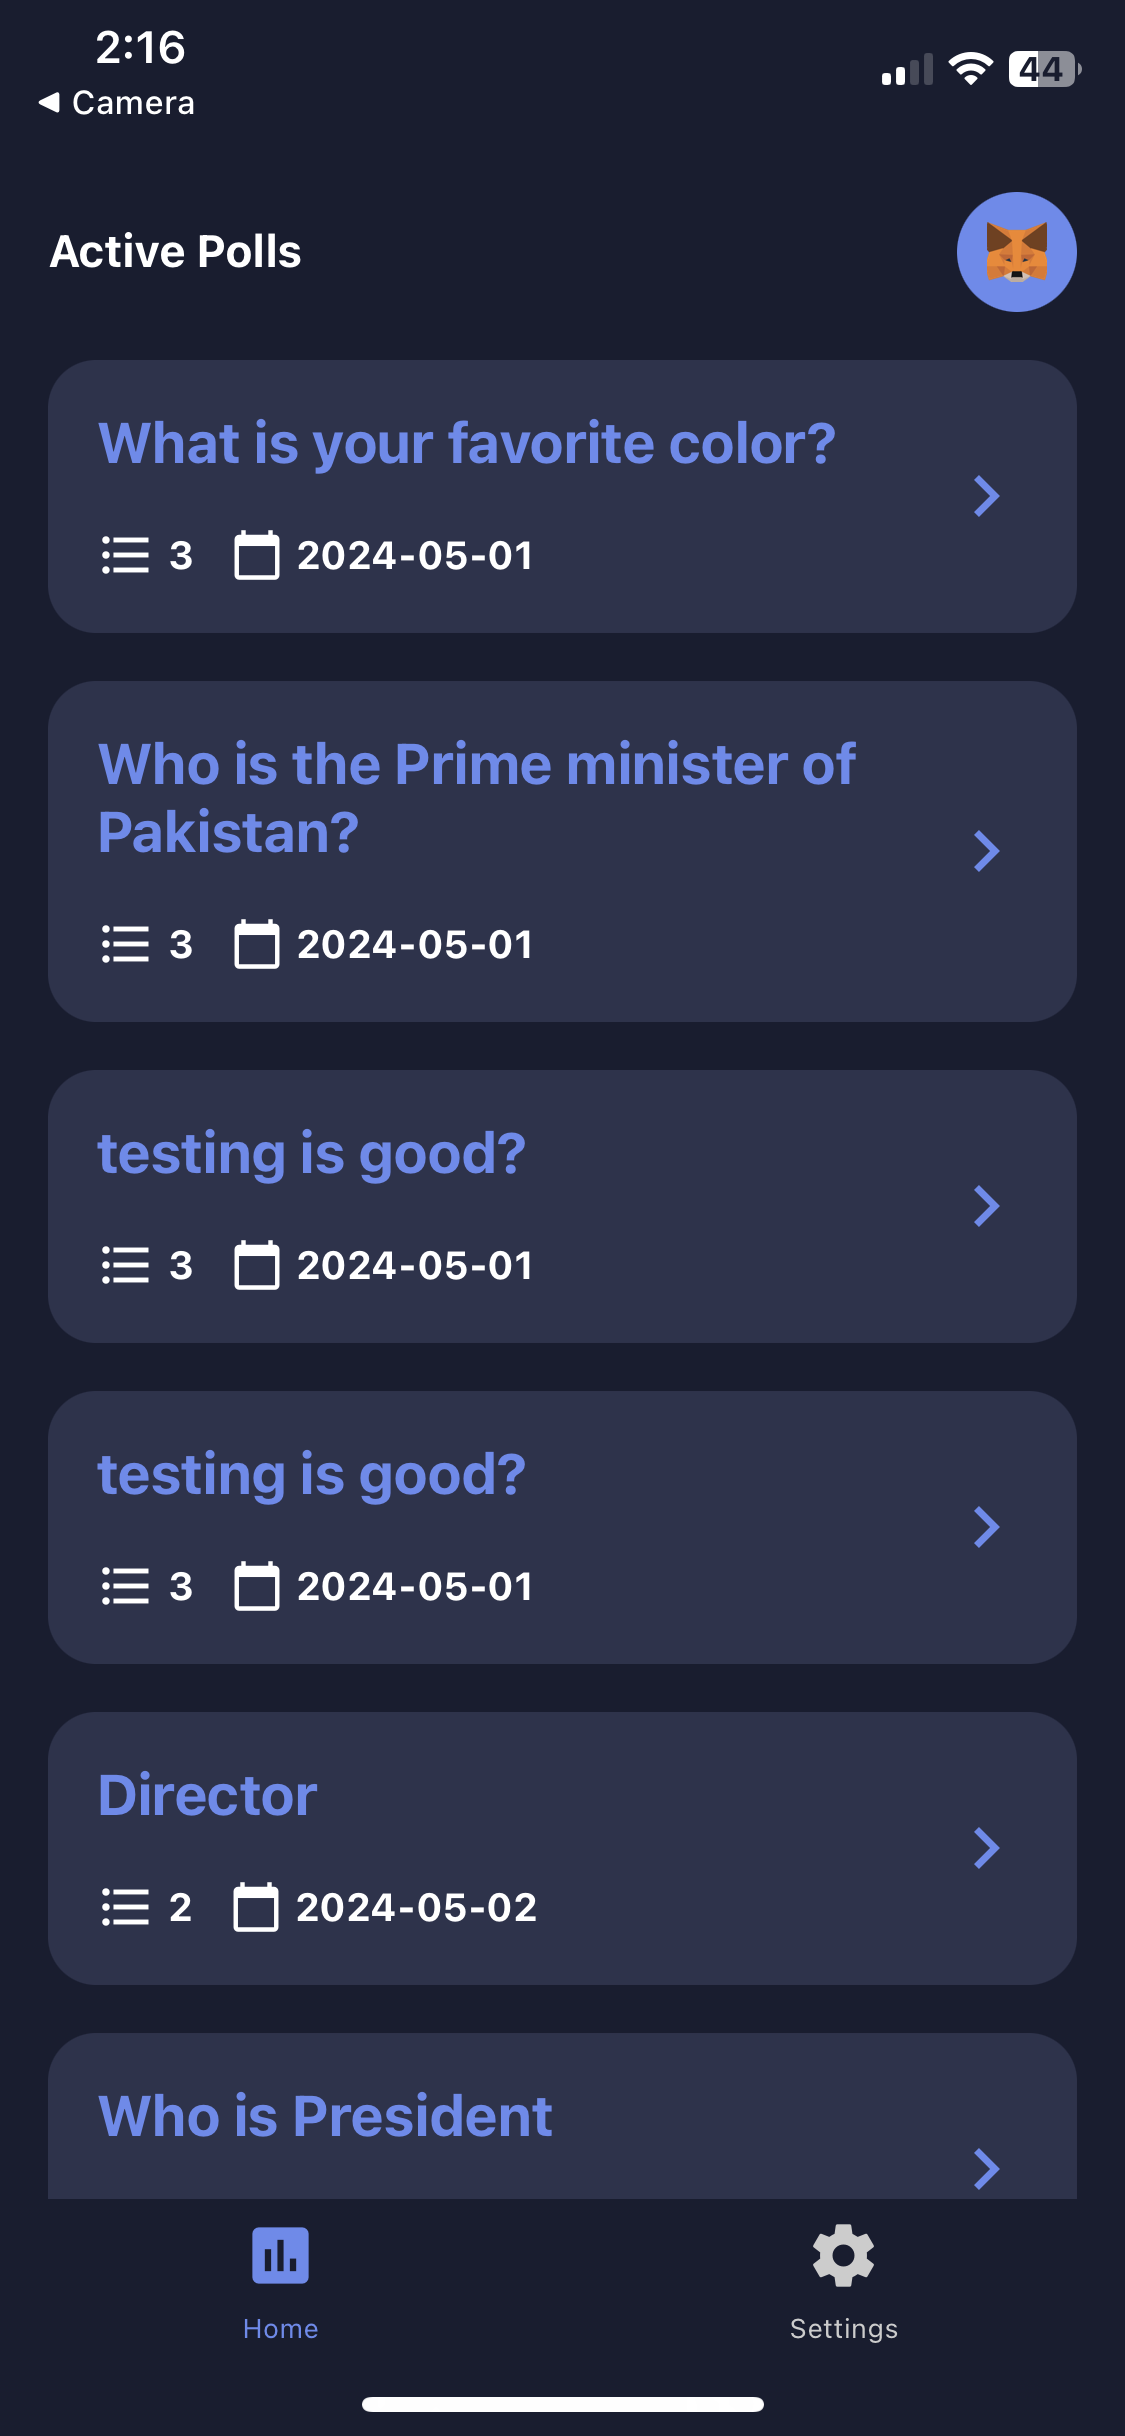 2:16
44
◀ Camera
Active Polls
What is your favorite color?
3 2024-05-01
Who is the Prime minister of
Pakistan?
3 2024-05-01
testing is good?
3 2024-05-01
testing is good?
3 2024-05-01
Director
2 2024-05-02
Who is President
Home Settings